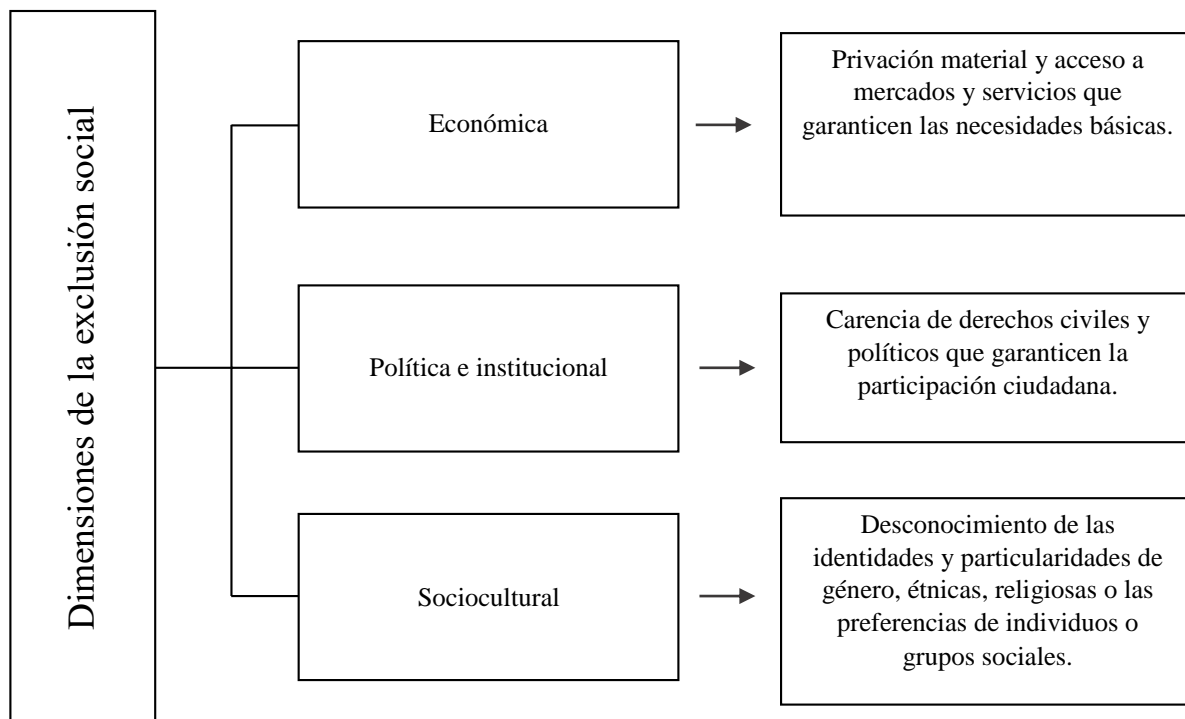 Dimensiones de la exclusión social
Económica
Privación material y acceso a
mercados y servicios que
garanticen las necesidades básicas.
Política e institucional
Carencia de derechos civiles y
políticos que garanticen la
participación ciudadana.
Sociocultural
Desconocimiento de las
identidades y particularidades de
género, étnicas, religiosas o las
preferencias de individuos o
grupos sociales.